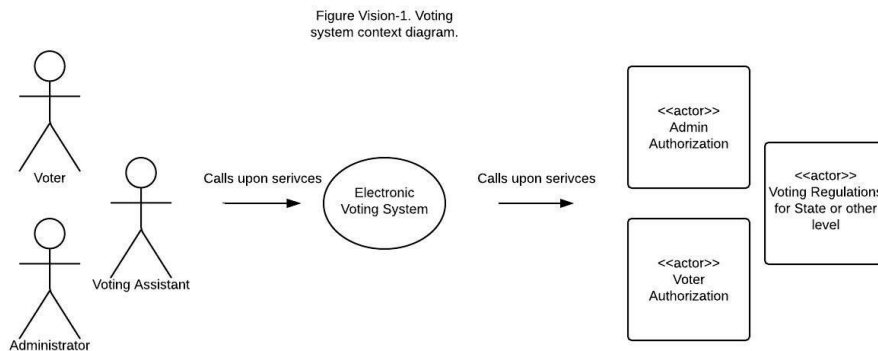 Figure Vision-1. Voting
system context diagram.
Voter
Voting Assistant
Administrator
Calls upon serivces
Electronic
Voting System
Calls upon serivces
<<actor>>
Admin
Authorization
<<actor>>
Voter
Authorization
<<actor>>
Voting Regulations
for State or other
level